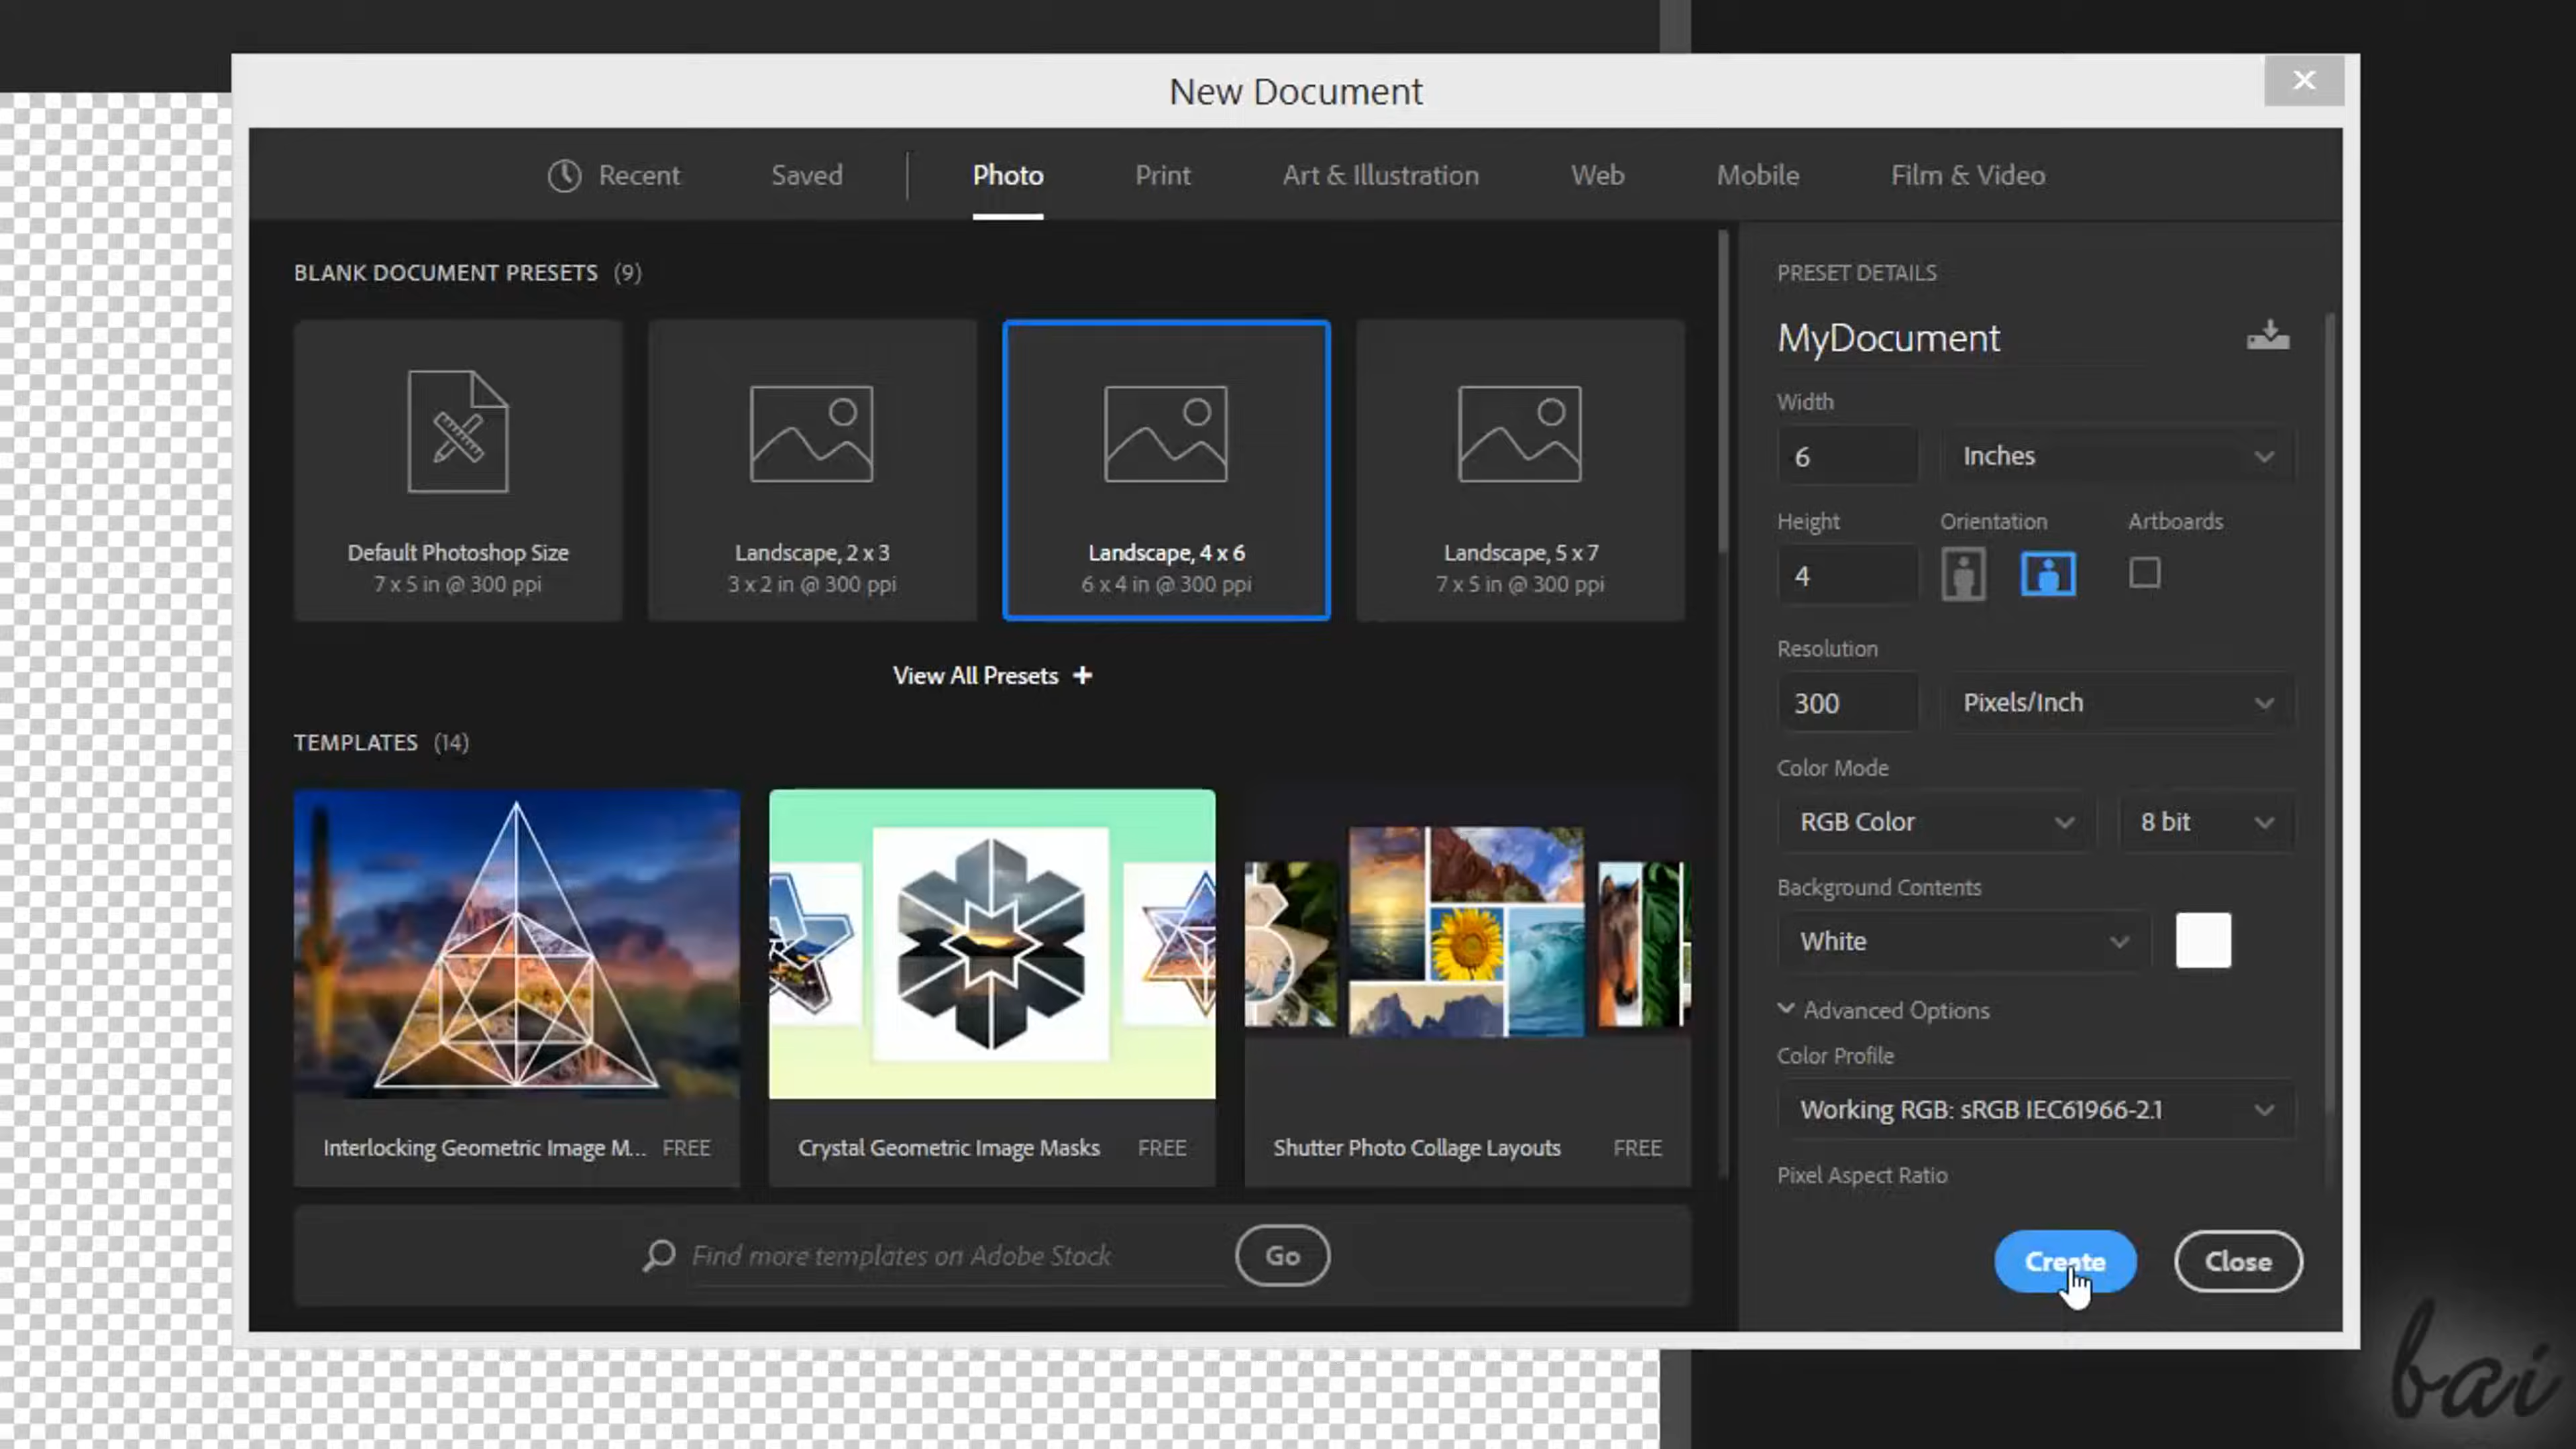 New Document
Recent
Saved
Photo
Print
Art & Illustration
Web
Mobile
Film & Video
BLANK DOCUMENT PRESETS (9)
Default Photoshop Size
7 x 5 in @ 300 ppi
Landscape, 2 x 3
3 x 2 in @ 300 ppi
Landscape, 4 x 6
6 x 4 in @ 300 ppi
Landscape, 5 x 7
7 x 5 in @ 300 ppi
View All Presets +
TEMPLATES (14)
Interlocking Geometric Image M... FREE
Crystal Geometric Image Masks FREE
Shutter Photo Collage Layouts FREE
Find more templates on Adobe Stock
Go
PRESET DETAILS
MyDocument
Width
6 Inches
Height Orientation Artboards
4
Resolution
300 Pixels/Inch
Color Mode
RGB Color 8 bit
Background Contents
White
Advanced Options
Color Profile
Working RGB: sRGB IEC61966-2.1
Pixel Aspect Ratio
Create Close
bai